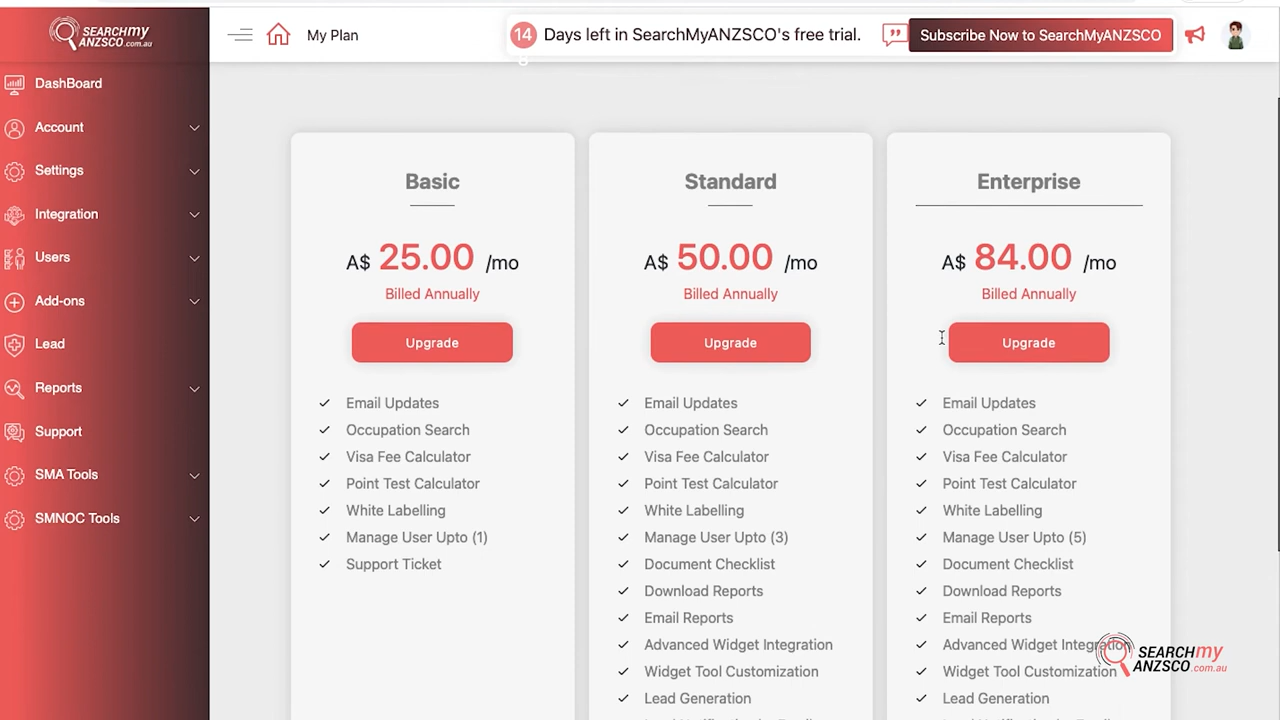 SEARCHmy
ANZSCO.com.au
My Plan
14
Days left in SearchMyANZSCO's free trial.
Subscribe Now to SearchMyANZSCO
DashBoard
Account
Settings
Integration
Users
Add-ons
Lead
Reports
Support
SMA Tools
SMNOC Tools
Basic
A$ 25.00 /mo
Billed Annually
Upgrade
Email Updates
Occupation Search
Visa Fee Calculator
Point Test Calculator
White Labelling
Manage User Upto (1)
Support Ticket
Standard
A$ 50.00 /mo
Billed Annually
Upgrade
Email Updates
Occupation Search
Visa Fee Calculator
Point Test Calculator
White Labelling
Manage User Upto (3)
Document Checklist
Download Reports
Email Reports
Advanced Widget Integration
Widget Tool Customization
Lead Generation
Enterprise
A$ 84.00 /mo
Billed Annually
Upgrade
Email Updates
Occupation Search
Visa Fee Calculator
Point Test Calculator
White Labelling
Manage User Upto (5)
Document Checklist
Download Reports
Email Reports
Advanced Widget Integration
Widget Tool Customization
Lead Generation
SEARCHmy
ANZSCO.com.au